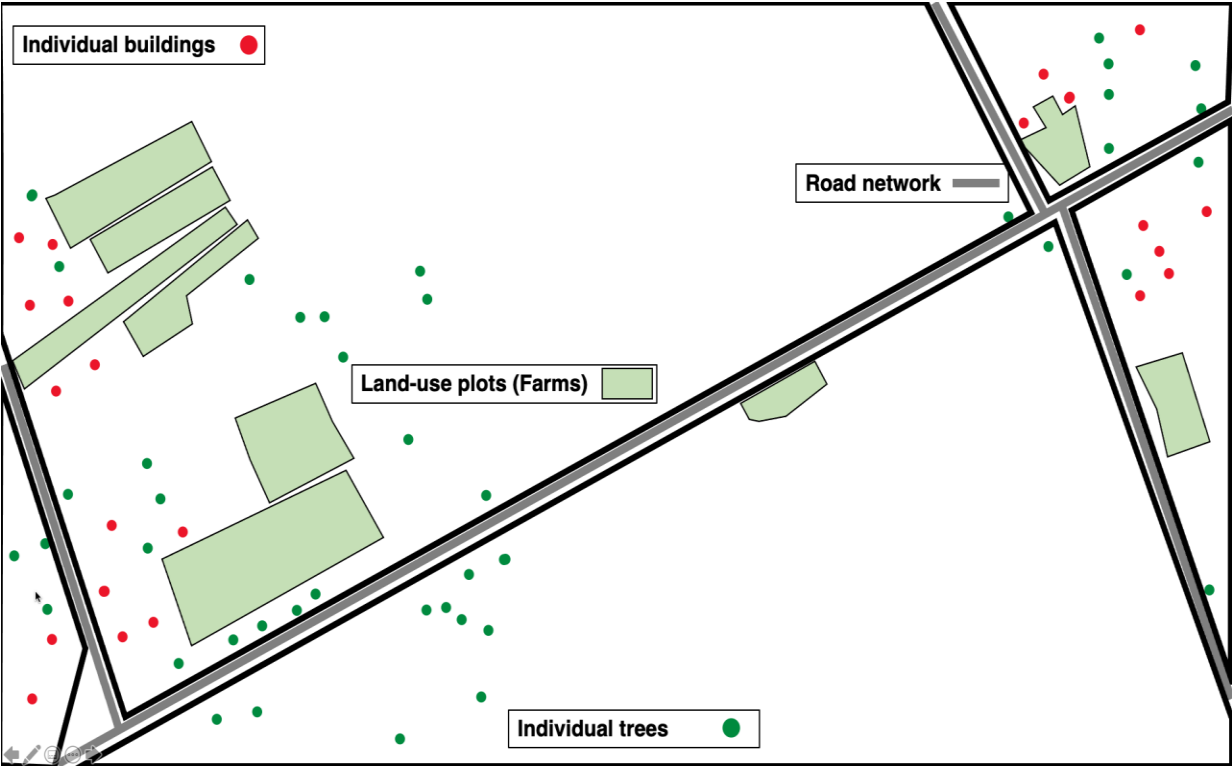 Individual buildings
Road network
Land-use plots (Farms)
Individual trees